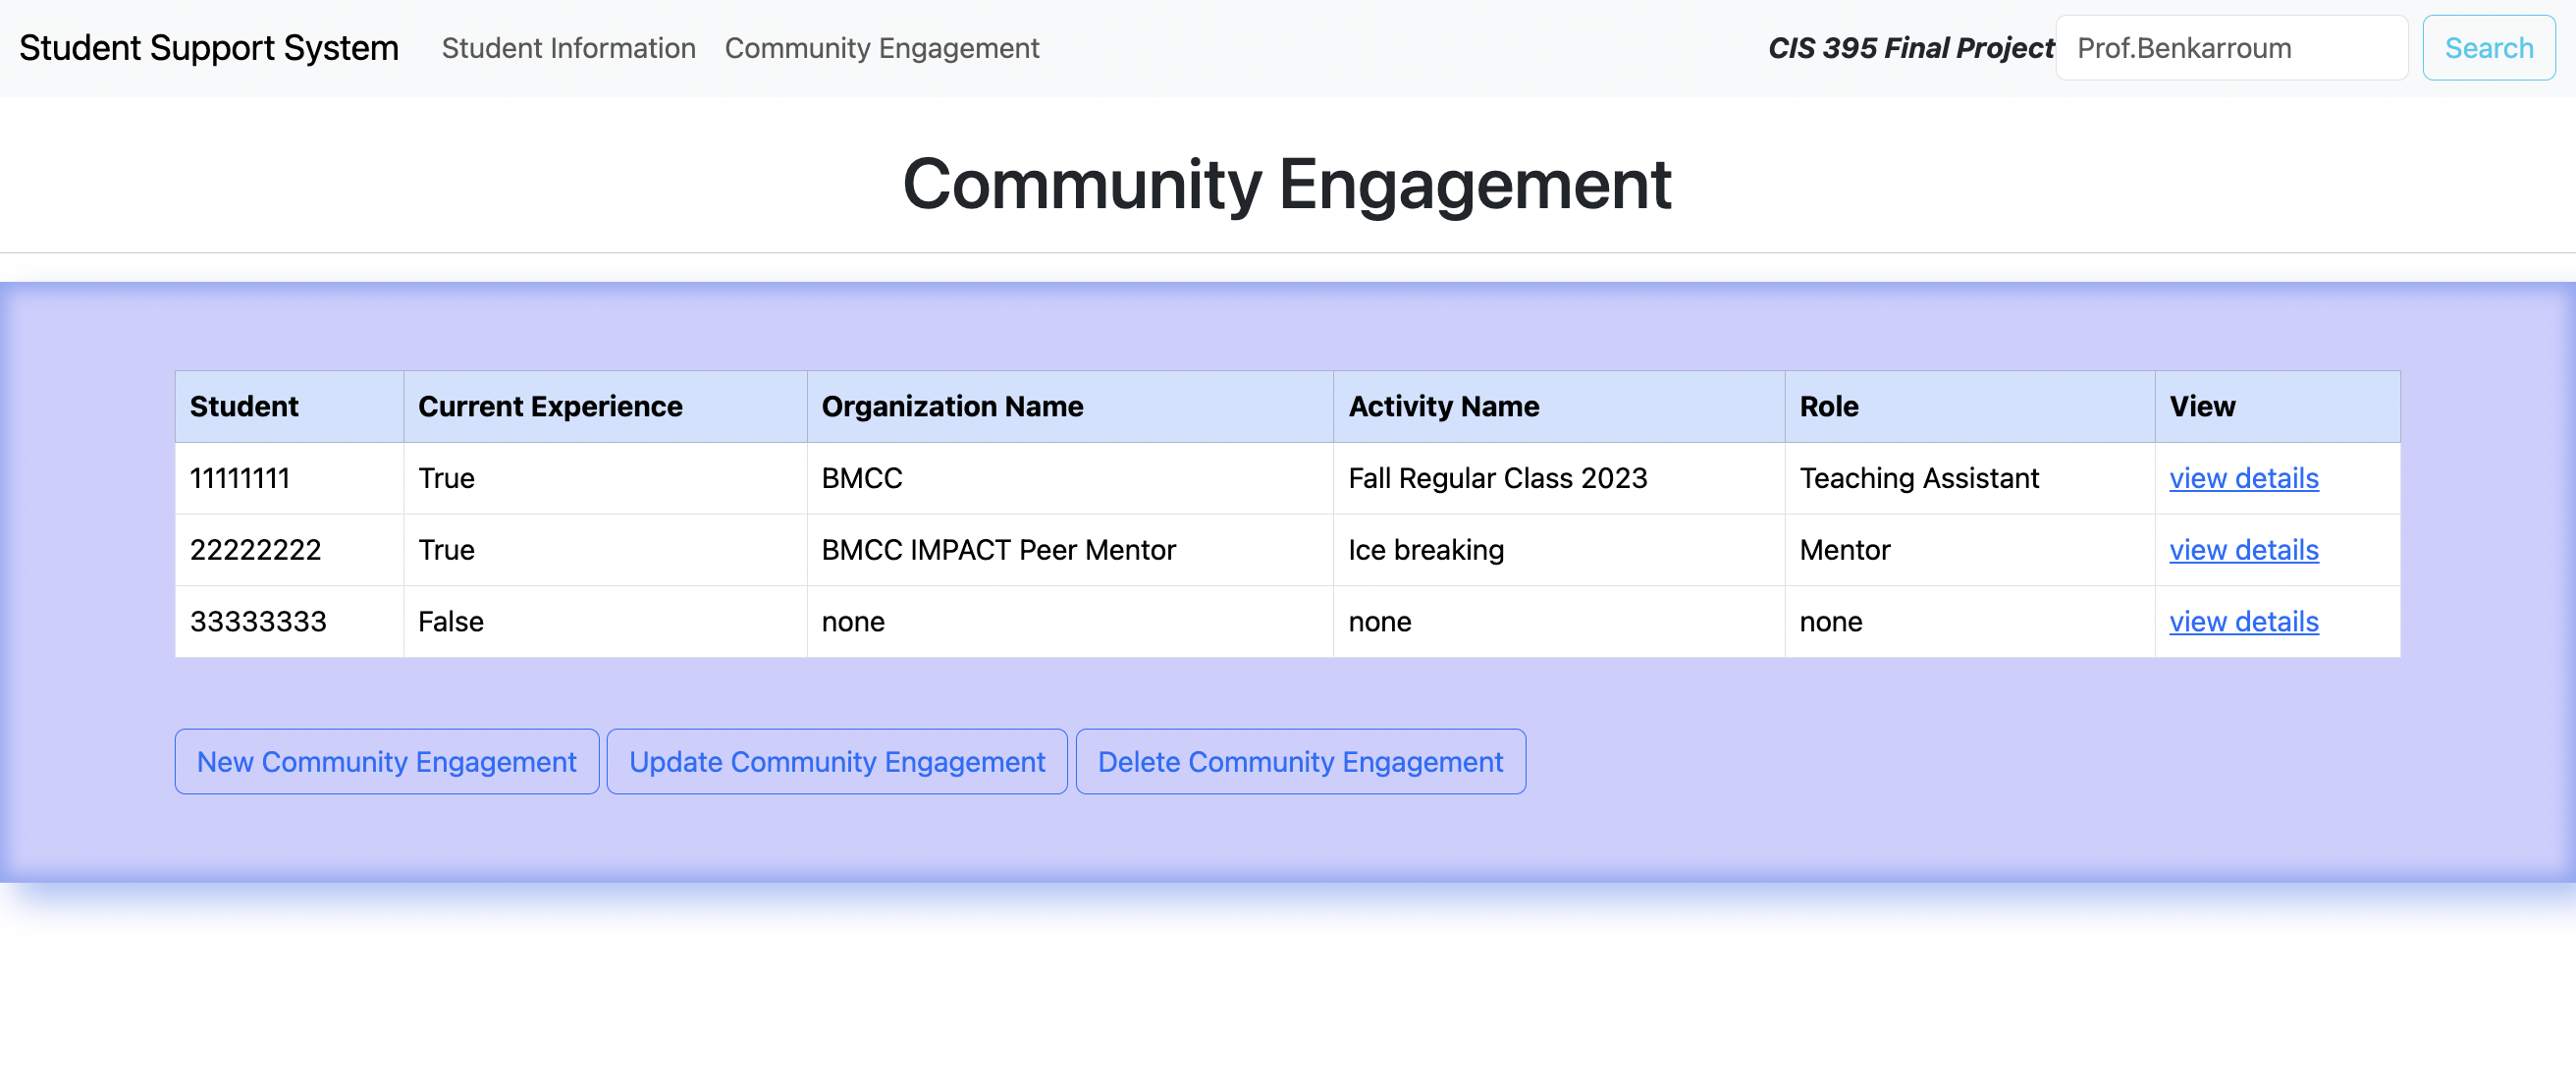 Student Support System Student Information Community Engagement CIS 395 Final Project Prof.Benkarroum Search
Community Engagement
Student Current Experience Organization Name Activity Name Role View
11111111 True BMCC Fall Regular Class 2023 Teaching Assistant view details
22222222 True BMCC IMPACT Peer Mentor Ice breaking Mentor view details
33333333 False none none none view details
New Community Engagement Update Community Engagement Delete Community Engagement